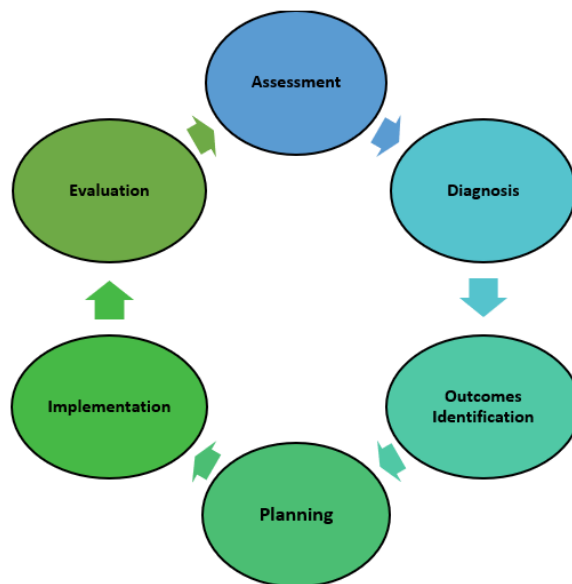 Assessment
Diagnosis
Outcomes
Identification
Planning
Implementation
Evaluation